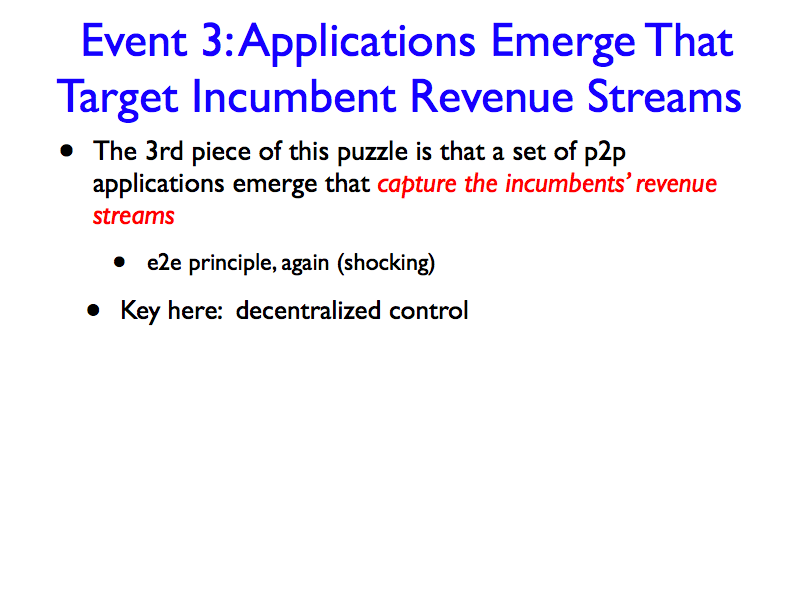 Event 3: Applications Emerge That
Target Incumbent Revenue Streams
• The 3rd piece of this puzzle is that a set of p2p
applications emerge that capture the incumbents’ revenue
streams
• e2e principle, again (shocking)
• Key here: decentralized control